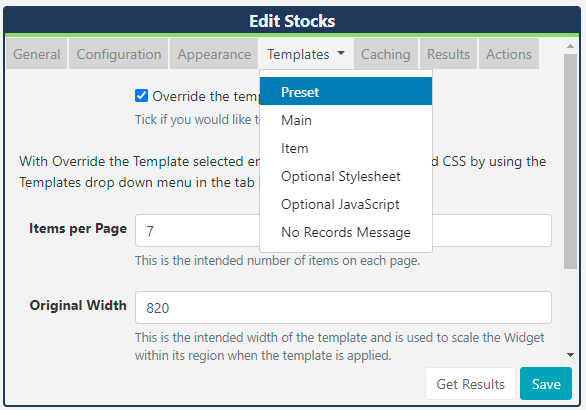 Edit Stocks
General Configuration Appearance Templates Caching Results Actions
Override the temp
Tick if you would like t
Preset
Main
Item
Optional Stylesheet
Optional JavaScript
No Records Message
With Override the Template selected en d CSS by using the
Templates drop down menu in the tab
Items per Page 7
This is the intended number of items on each page.
Original Width 820
This is the intended width of the template and is used to scale the Widget
within its region when the template is applied.
Get Results Save